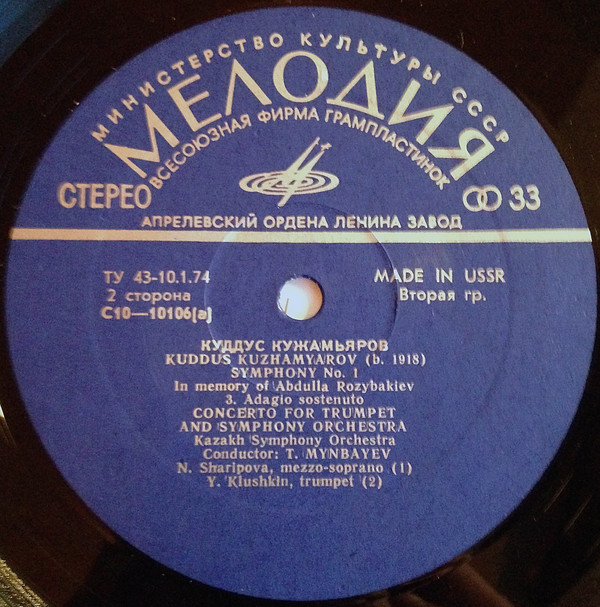 МИНИСТЕРСТВО КУЛЬТУРЫ СССР
МЕЛОДИЯ
ВСЕСОЮЗНАЯ ФИРМА ГРАМПЛАСТИНОК
СТЕРЕО
33
АПРЕЛЕВСКИЙ ОРДЕНА ЛЕНИНА ЗАВОД
ТУ 43-10.1.74
2 сторона
С10—10106(а)
MADE IN USSR
Вторая гр.
КУДДУС КУЖАМЬЯРОВ
KUDDUS KUZHAMYAROV (b. 1918)
SYMPHONY No. 1
In memory of Abdulla Rozybakiev
3. Adagio sostenuto
CONCERTO FOR TRUMPET
AND SYMPHONY ORCHESTRA
Kazakh Symphony Orchestra
Conductor: T. MYNBAYEV
N. Sharipova, mezzo-soprano (1)
Y. Klushkin, trumpet (2)